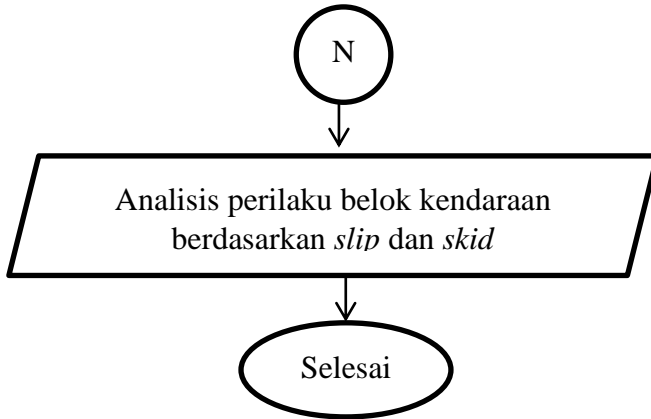 N
Analisis perilaku belok kendaraan
berdasarkan slip dan skid
Selesai